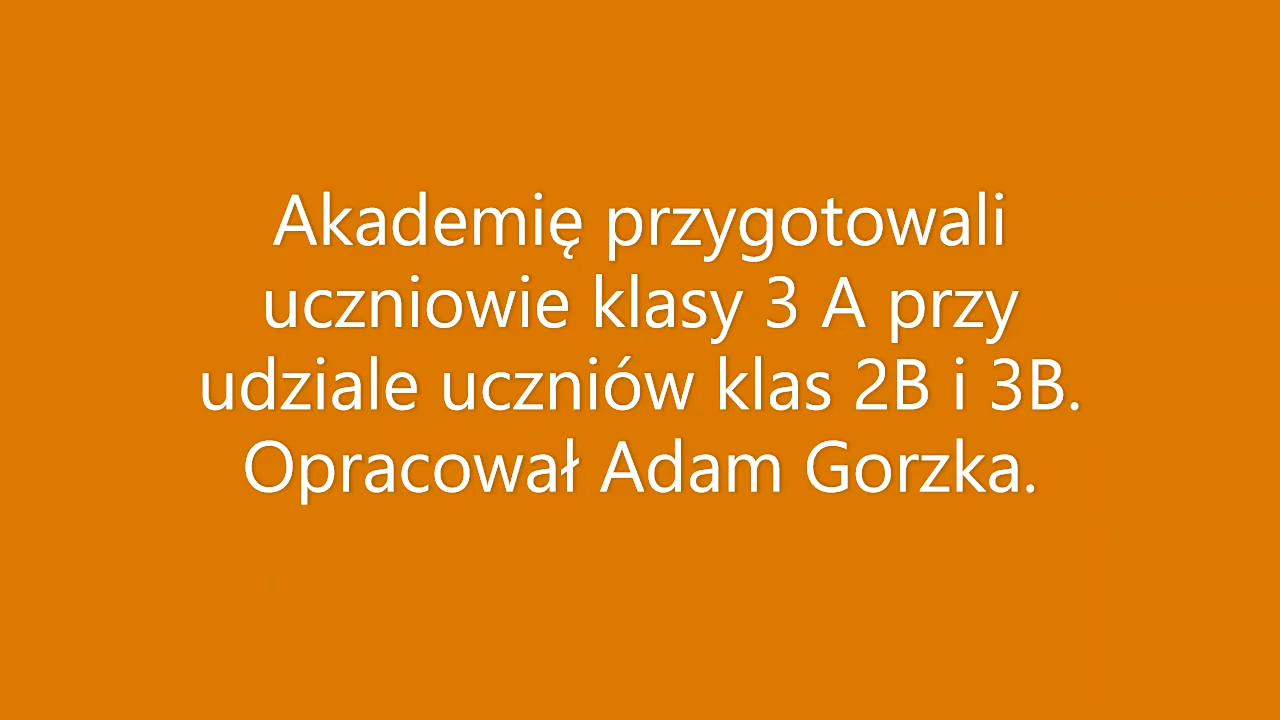 Akademię przygotowali
uczniowie klasy 3 A przy
udziale uczniów klas 2B i 3B.
Opracował Adam Gorzka.